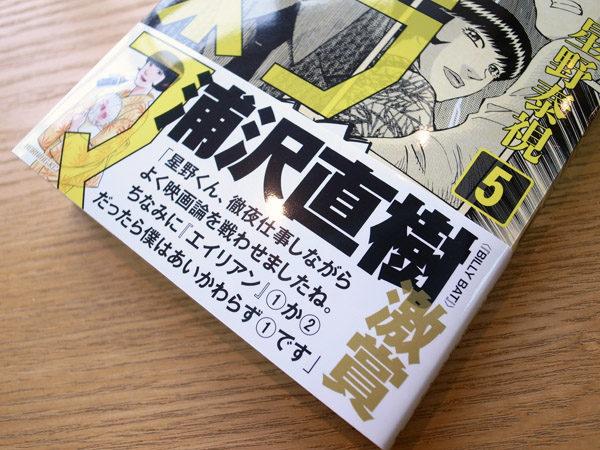 星野泰視
5
浦沢直樹
(『BILLY BAT』)
激賞
「星野くん、徹夜仕事しながら
よく映画論を戦わせましたね。
ちなみに『エイリアン』①か②
だったら僕はあいかわらず①です」